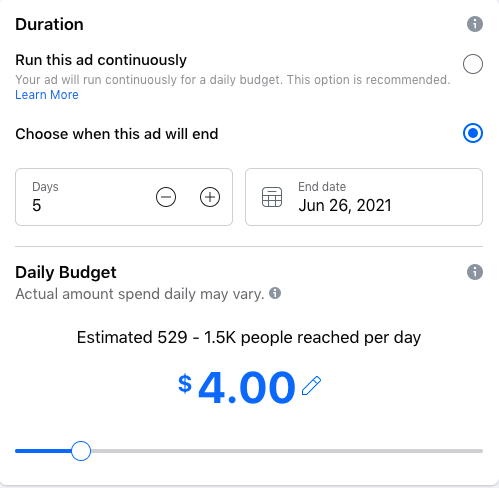 Duration
Run this ad continuously
Your ad will run continuously for a daily budget. This option is recommended.
Learn More
Choose when this ad will end
Days
5
End date
Jun 26, 2021
Daily Budget
Actual amount spend daily may vary.
Estimated 529 - 1.5K people reached per day
$4.00